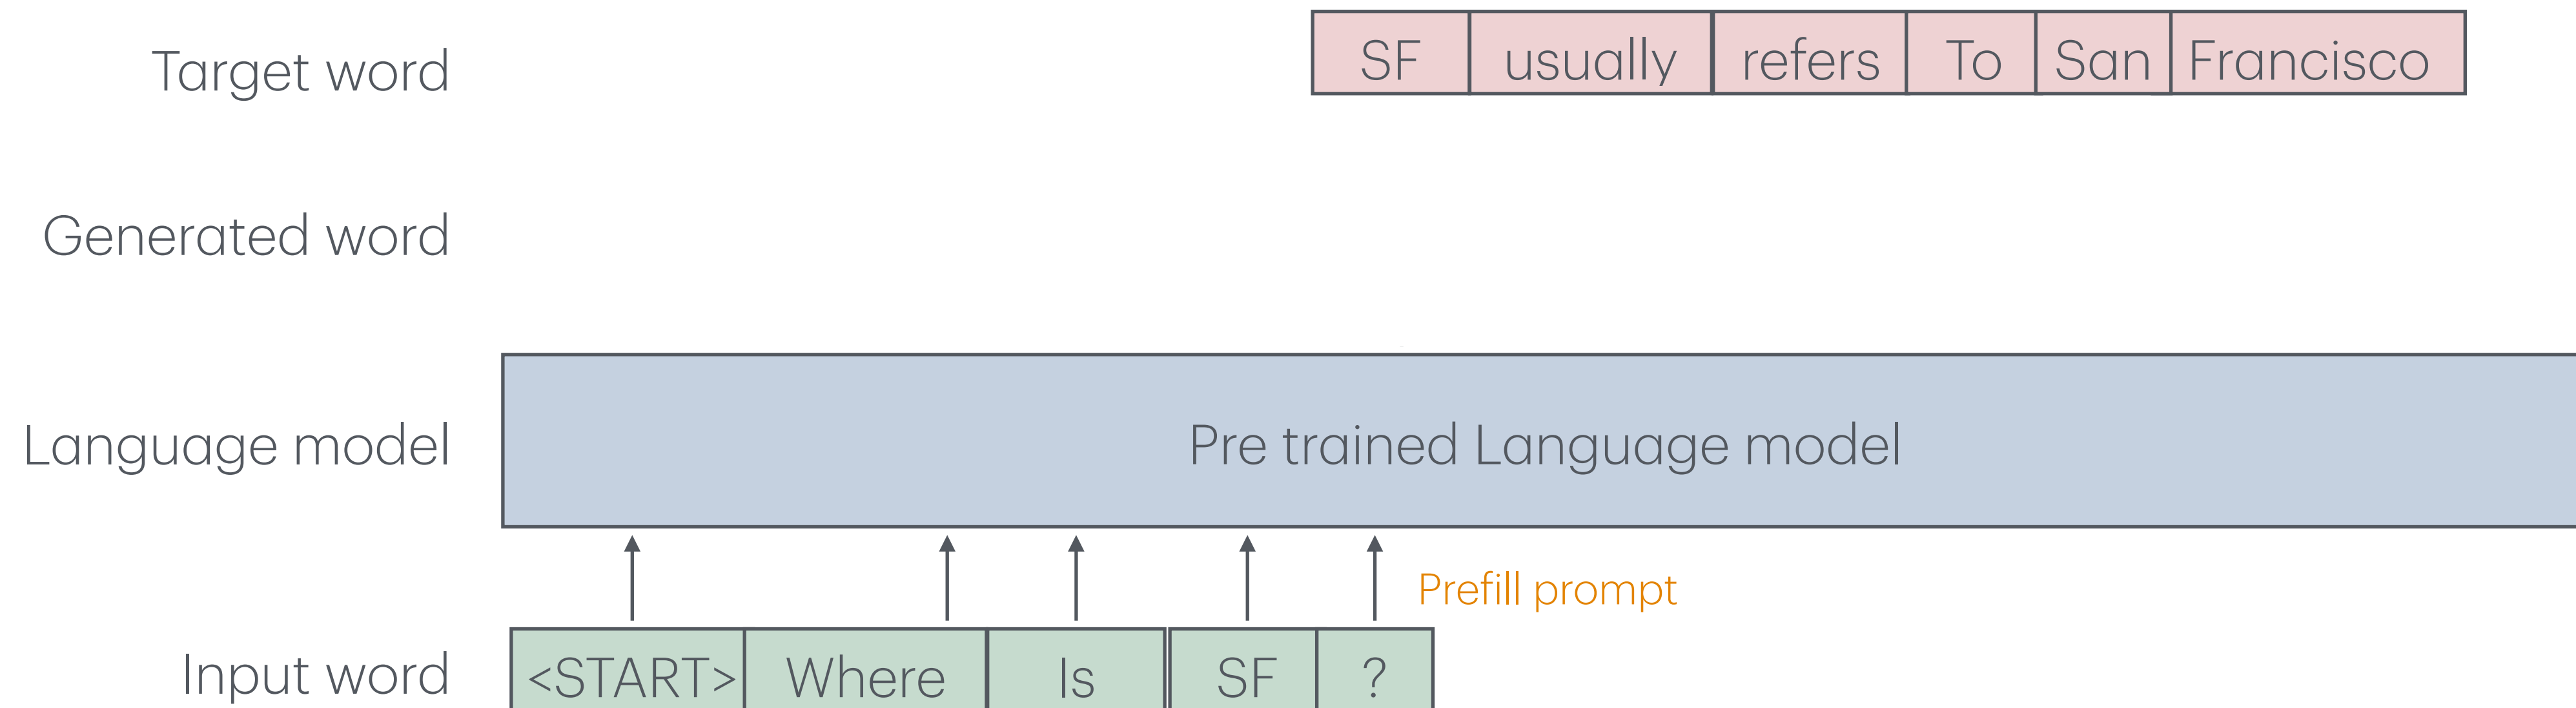 Target word SF usually refers To San Francisco
Generated word
Language model Pre trained Language model
Prefill prompt
Input word <START> Where Is SF ?